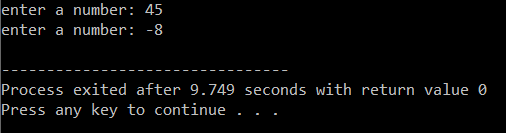 enter a number: 45
enter a number: -8
--------------------------------
Process exited after 9.749 seconds with return value 0
Press any key to continue . . .